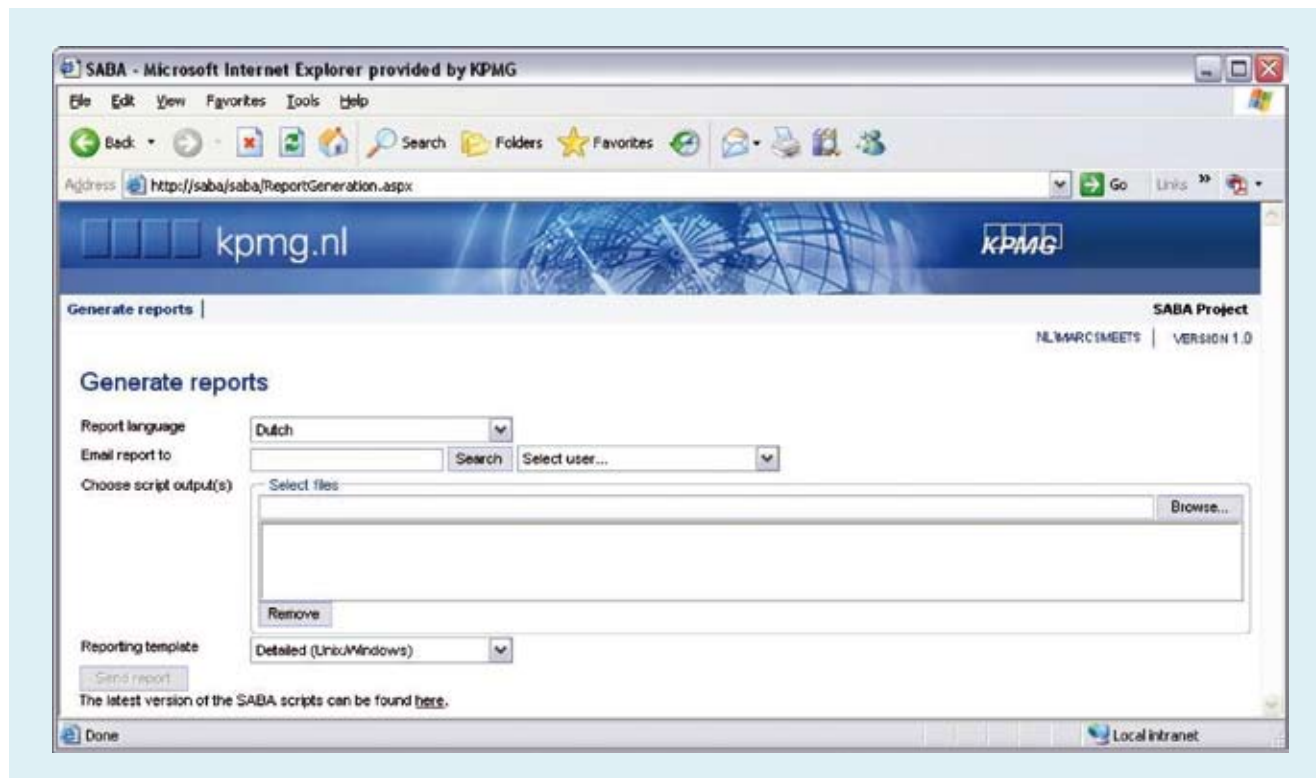 SABA - Microsoft Internet Explorer provided by KPMG
File Edit View Favorites Tools Help
Back Search Folders Favorites
Address http://saba/saba/ReportGeneration.aspx Go Links »
kpmg.nl KPMG
Generate reports | SABA Project
NL\MARCSMEETS | VERSION 1.0
Generate reports
Report language Dutch
Email report to Search Select user...
Choose script output(s) Select files
Browse...
Remove
Reporting template Detailed (Unix/Windows)
Send report
The latest version of the SABA scripts can be found here.
Done Local intranet